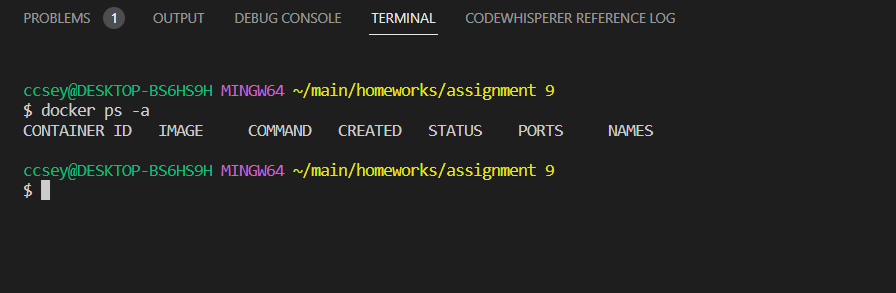 PROBLEMS 1 OUTPUT DEBUG CONSOLE TERMINAL CODEWHISPERER REFERENCE LOG
ccsey@DESKTOP-BS6HS9H MINGW64 ~/main/homeworks/assignment 9
$ docker ps -a
CONTAINER ID IMAGE COMMAND CREATED STATUS PORTS NAMES
ccsey@DESKTOP-BS6HS9H MINGW64 ~/main/homeworks/assignment 9
$